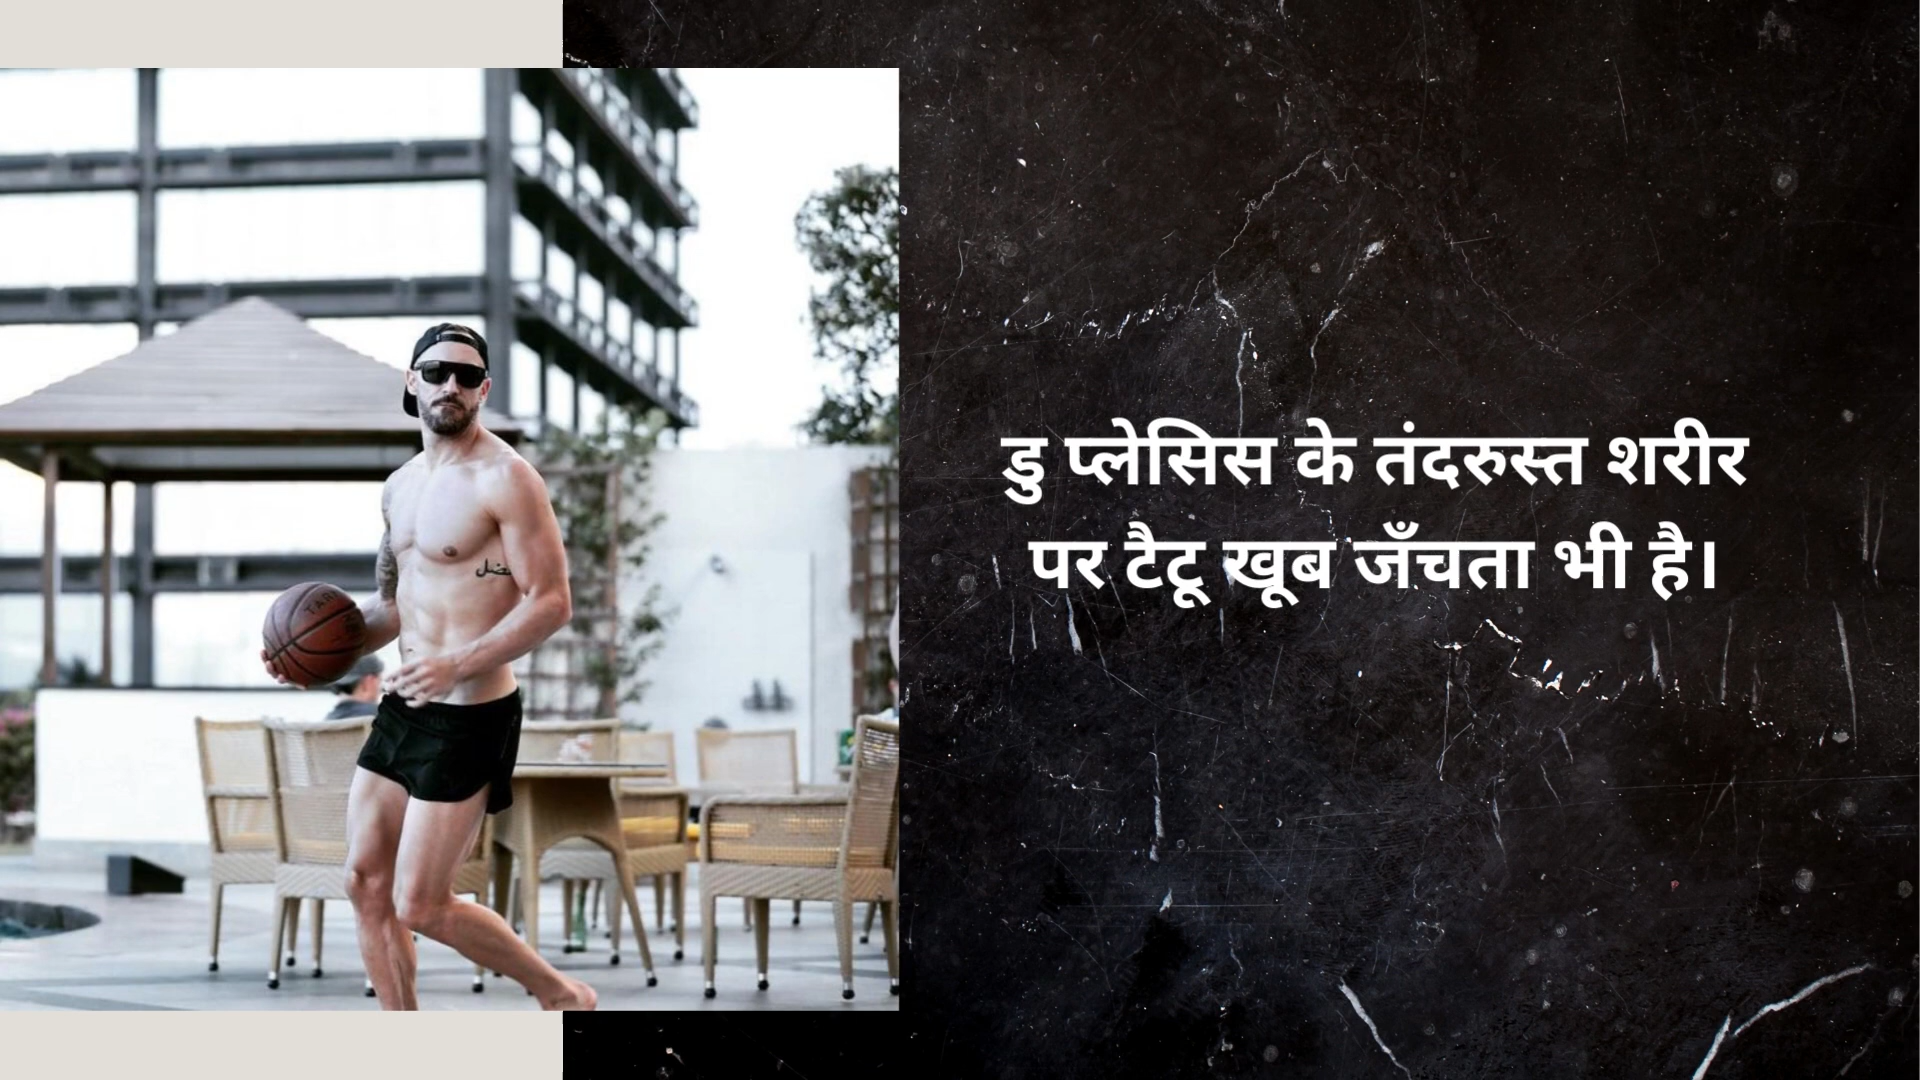 डु प्लेसिस के तंदरुस्त शरीर
पर टैटू खूब जँचता भी है।